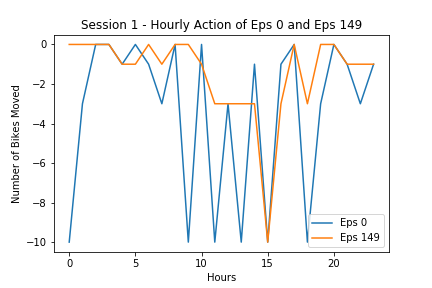 Session 1 - Hourly Action of Eps 0 and Eps 149
Number of Bikes Moved
0
−2
−4
−6
−8
−10
0 5 10 15 20
Hours
Eps 0
Eps 149